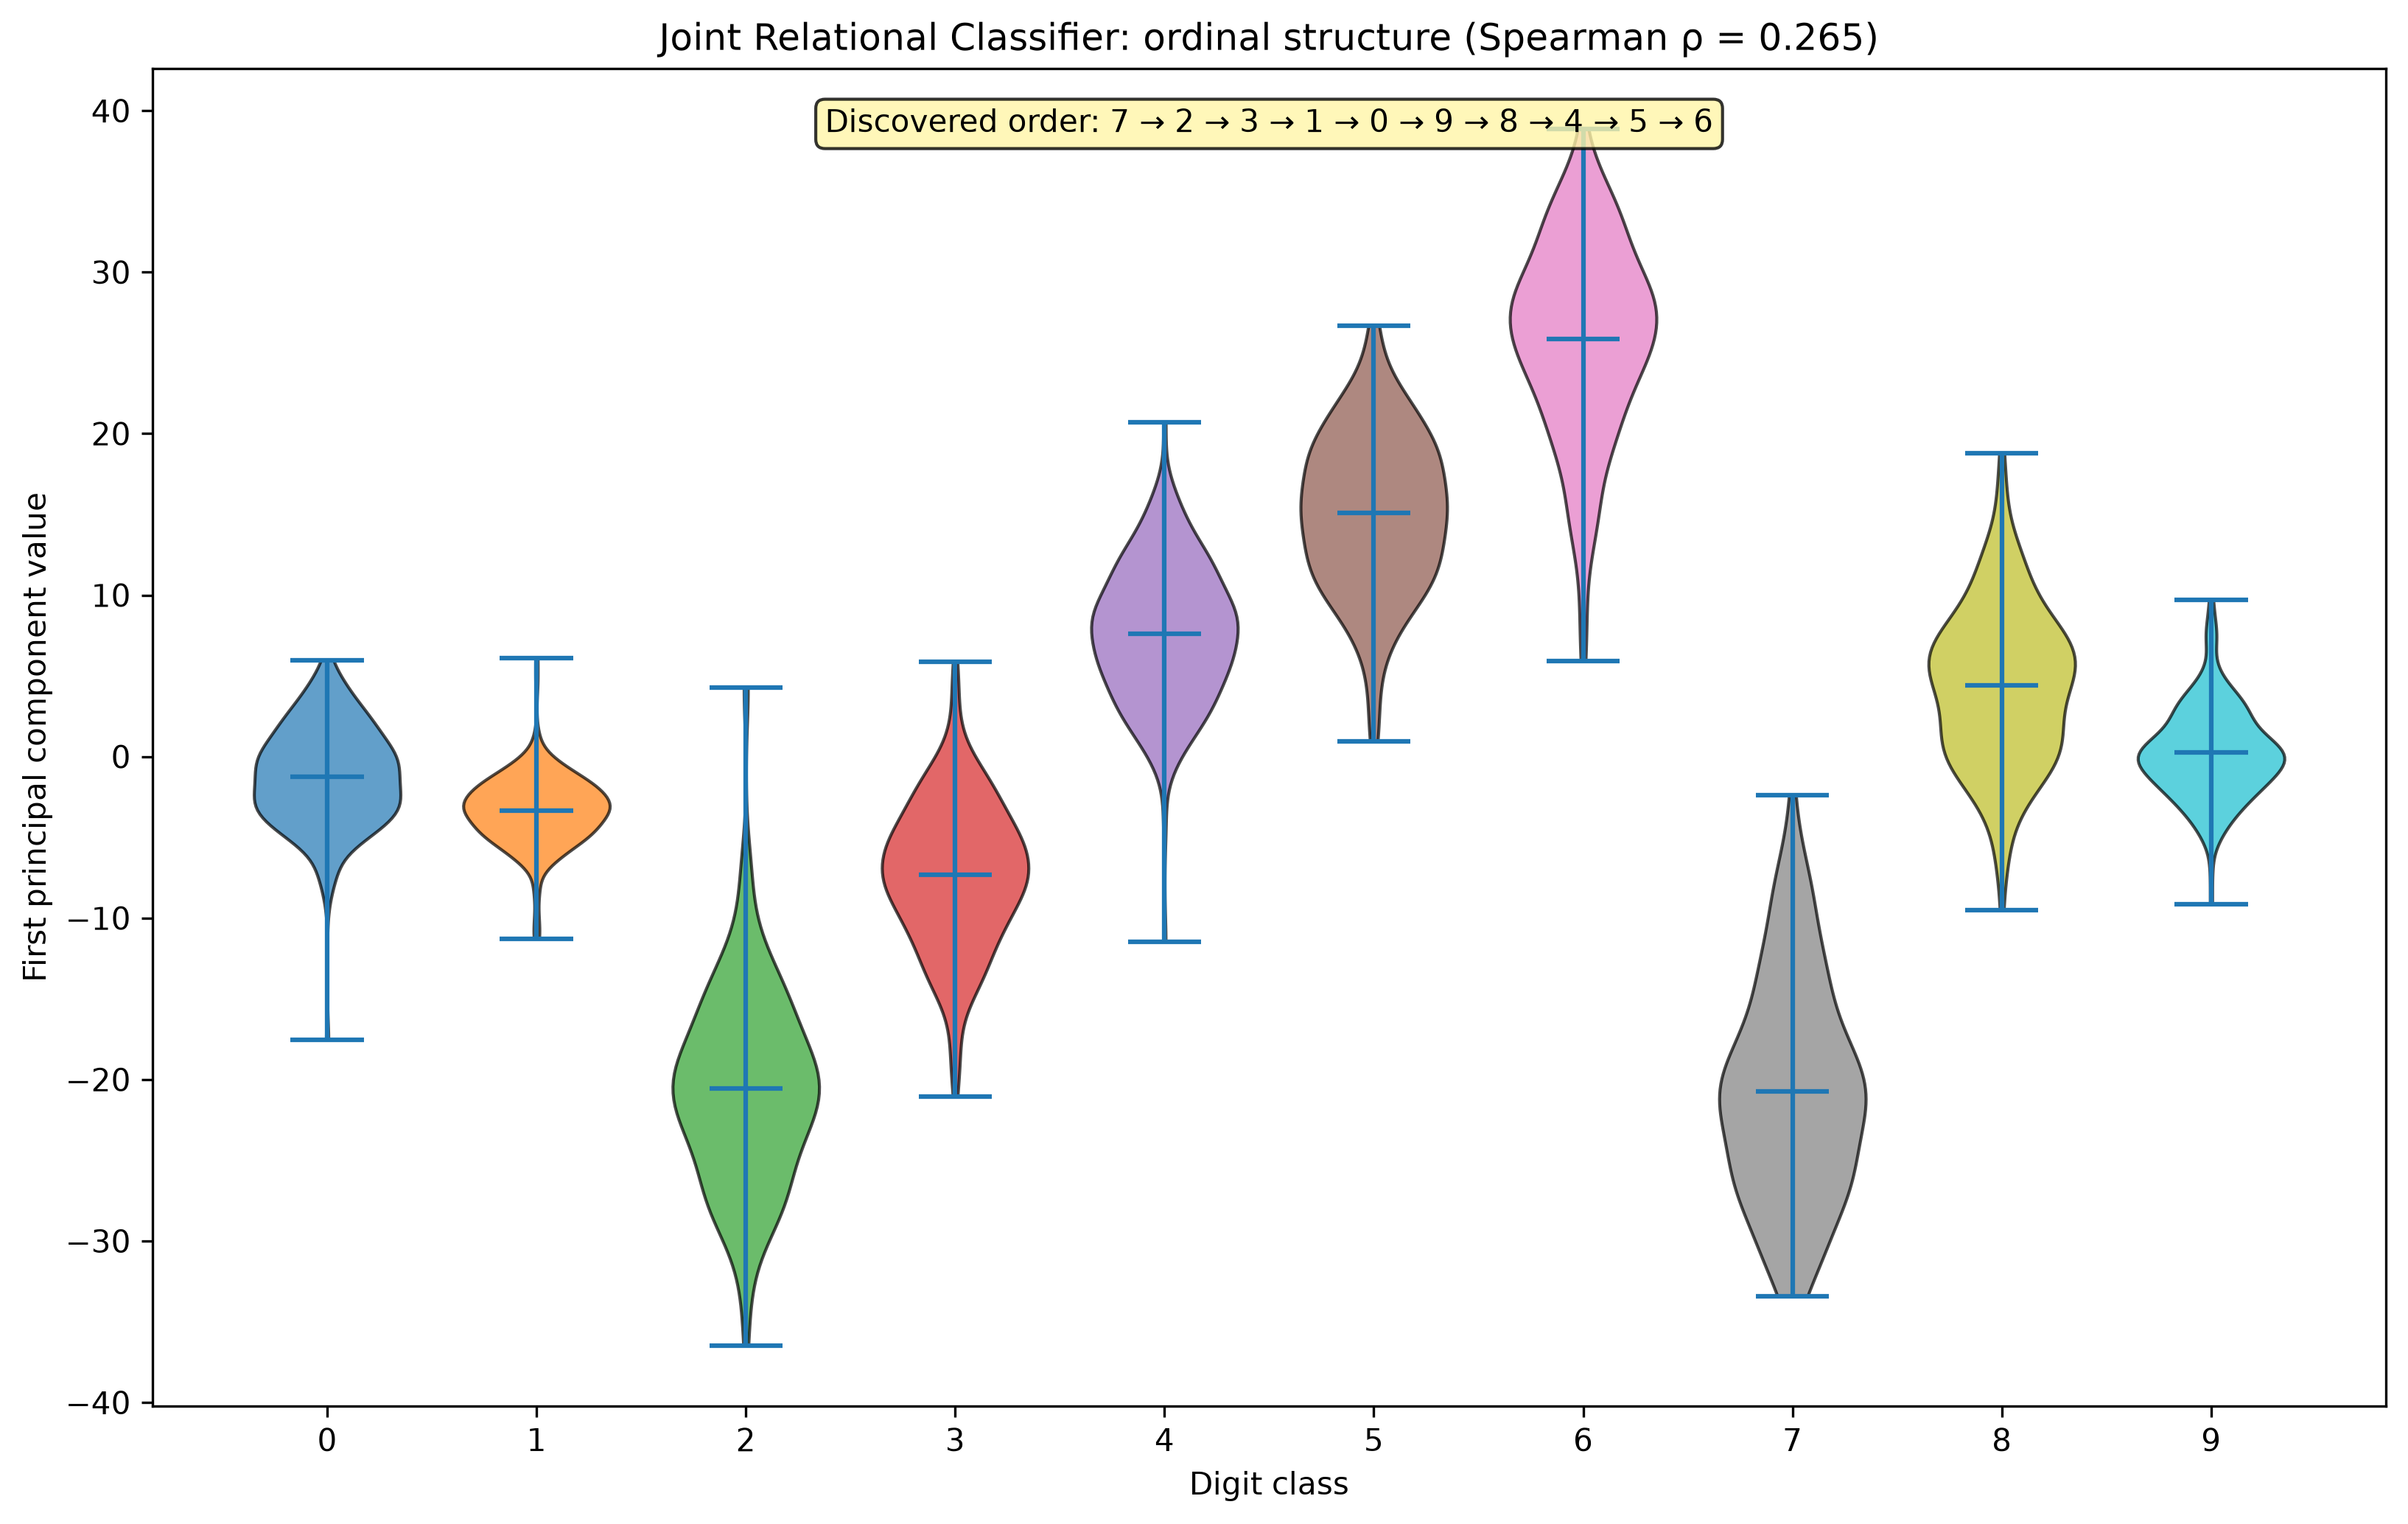 Joint Relational Classifier: ordinal structure (Spearman ρ = 0.265)
Discovered order: 7 → 2 → 3 → 1 → 0 → 9 → 8 → 4 → 5 → 6
First principal component value
40
30
20
10
0
−10
−20
−30
−40
0 1 2 3 4 5 6 7 8 9
Digit class